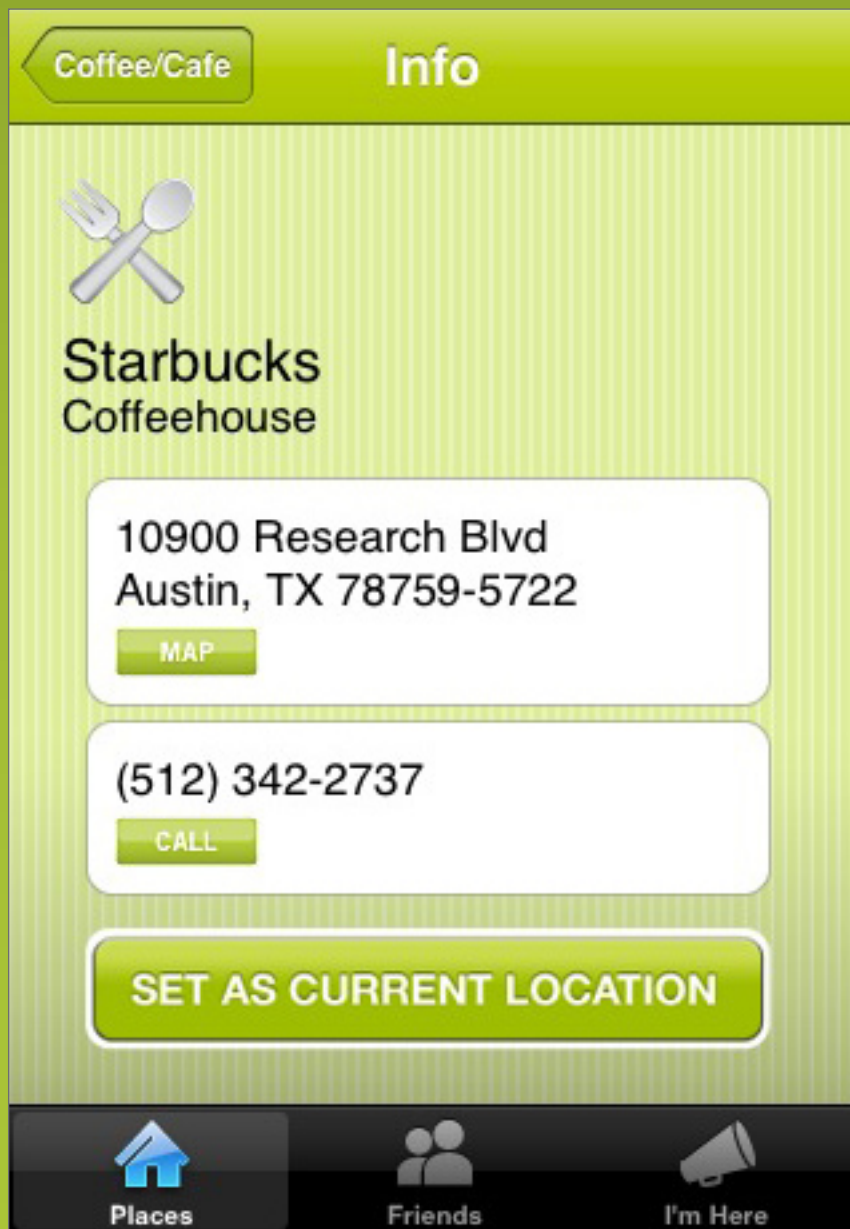 Coffee/Cafe
Info
Starbucks
Coffeehouse
10900 Research Blvd
Austin, TX 78759-5722
MAP
(512) 342-2737
CALL
SET AS CURRENT LOCATION
Places
Friends
I'm Here